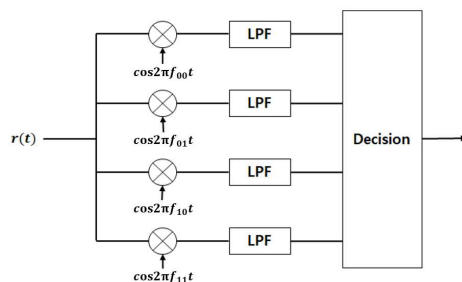 LPF
cos2πf₀₀t
LPF
cos2πf₀₁t
r(t)
Decision
LPF
cos2πf₁₀t
LPF
cos2πf₁₁t